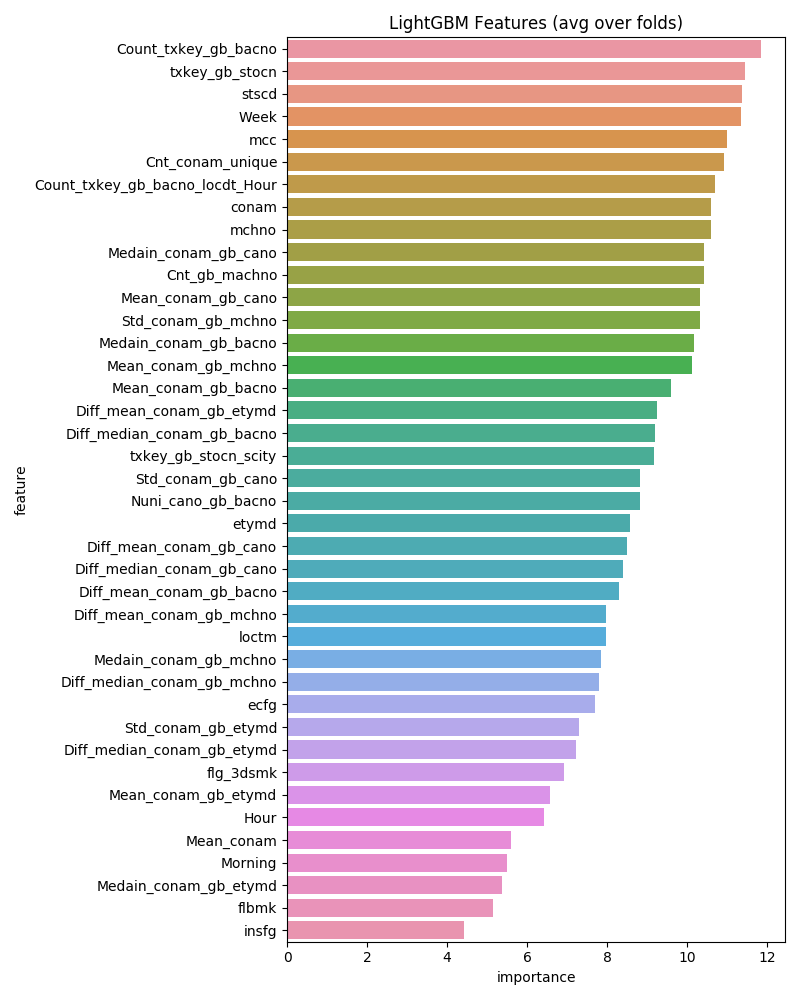 LightGBM Features (avg over folds)
Count_txkey_gb_bacno
txkey_gb_stocn
stscd
Week
mcc
Cnt_conam_unique
Count_txkey_gb_bacno_locdt_Hour
conam
mchno
Medain_conam_gb_cano
Cnt_gb_machno
Mean_conam_gb_cano
Std_conam_gb_mchno
Medain_conam_gb_bacno
Mean_conam_gb_mchno
Mean_conam_gb_bacno
Diff_mean_conam_gb_etymd
Diff_median_conam_gb_bacno
txkey_gb_stocn_scity
Std_conam_gb_cano
Nuni_cano_gb_bacno
etymd
Diff_mean_conam_gb_cano
Diff_median_conam_gb_cano
Diff_mean_conam_gb_bacno
Diff_mean_conam_gb_mchno
loctm
Medain_conam_gb_mchno
Diff_median_conam_gb_mchno
ecfg
Std_conam_gb_etymd
Diff_median_conam_gb_etymd
flg_3dsmk
Mean_conam_gb_etymd
Hour
Mean_conam
Morning
Medain_conam_gb_etymd
flbmk
insfg
feature
0 2 4 6 8 10 12
importance